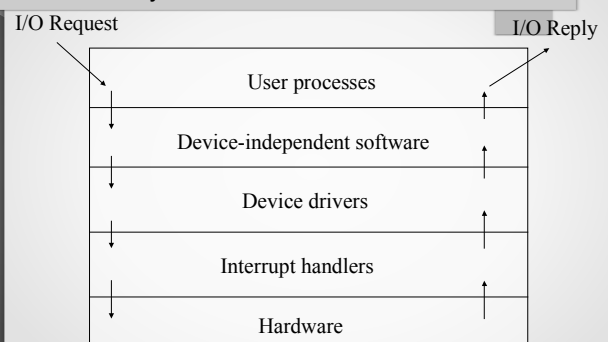 I/O Request
I/O Reply
User processes
Device-independent software
Device drivers
Interrupt handlers
Hardware